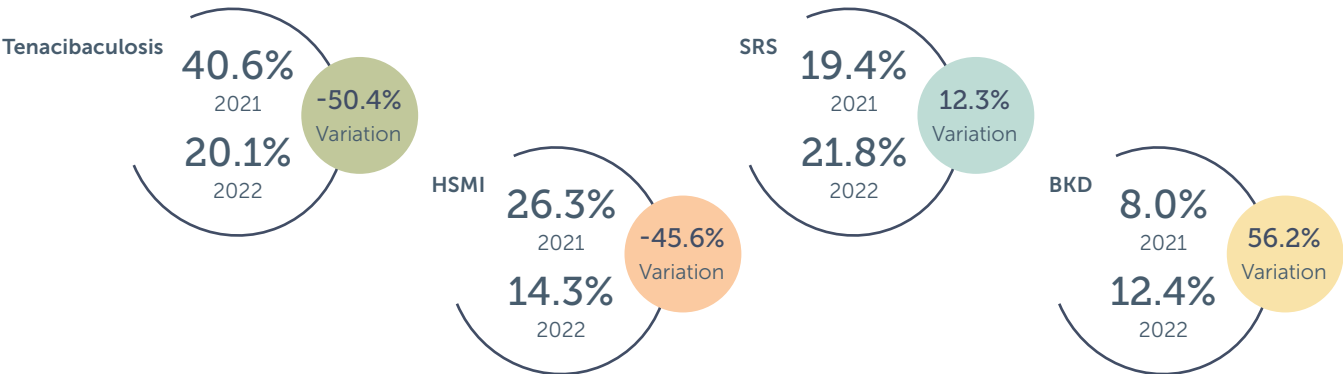 Tenacibaculosis
40.6%
2021
20.1%
2022
-50.4%
Variation
HSMI
26.3%
2021
14.3%
2022
-45.6%
Variation
SRS
19.4%
2021
21.8%
2022
12.3%
Variation
BKD
8.0%
2021
12.4%
2022
56.2%
Variation